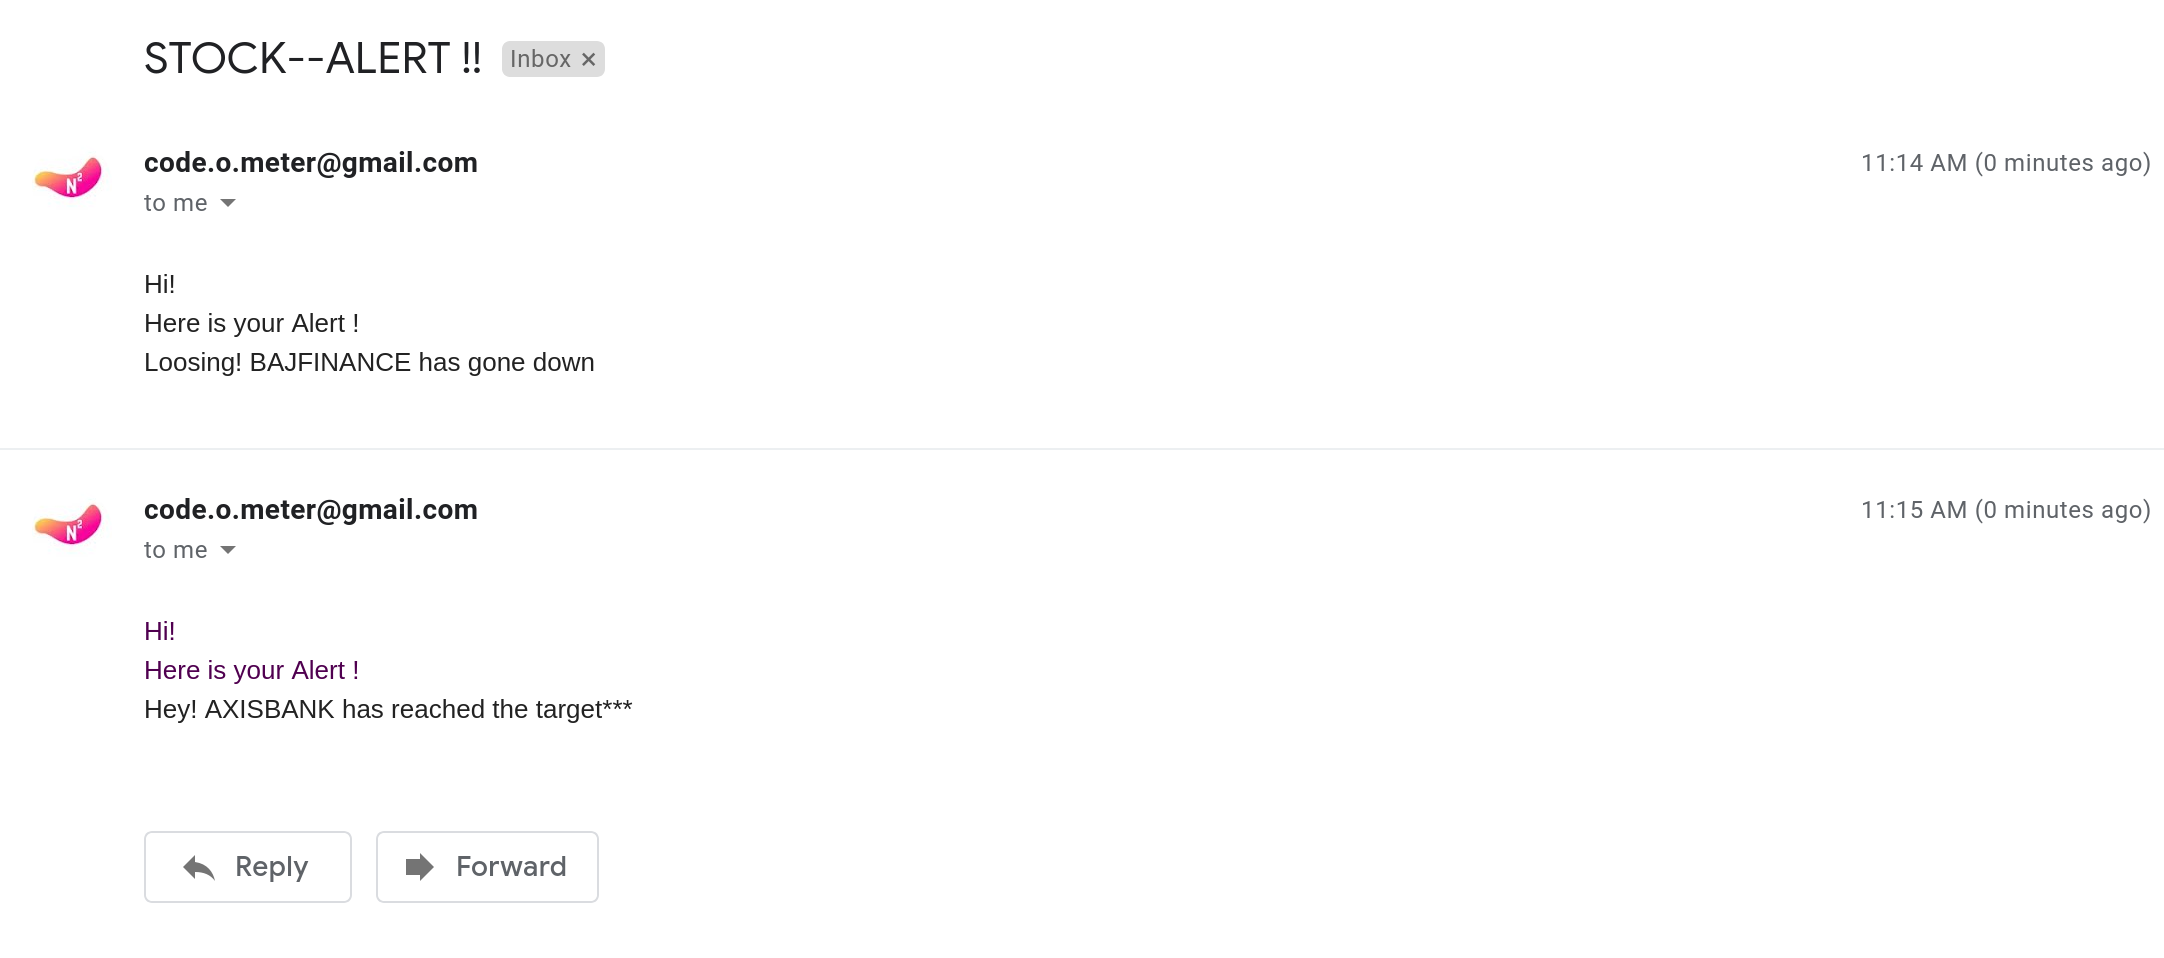 STOCK--ALERT !! Inbox ×
N²
code.o.meter@gmail.com 11:14 AM (0 minutes ago)
to me
Hi!
Here is your Alert !
Loosing! BAJFINANCE has gone down
N²
code.o.meter@gmail.com 11:15 AM (0 minutes ago)
to me
Hi!
Here is your Alert !
Hey! AXISBANK has reached the target***
Reply Forward